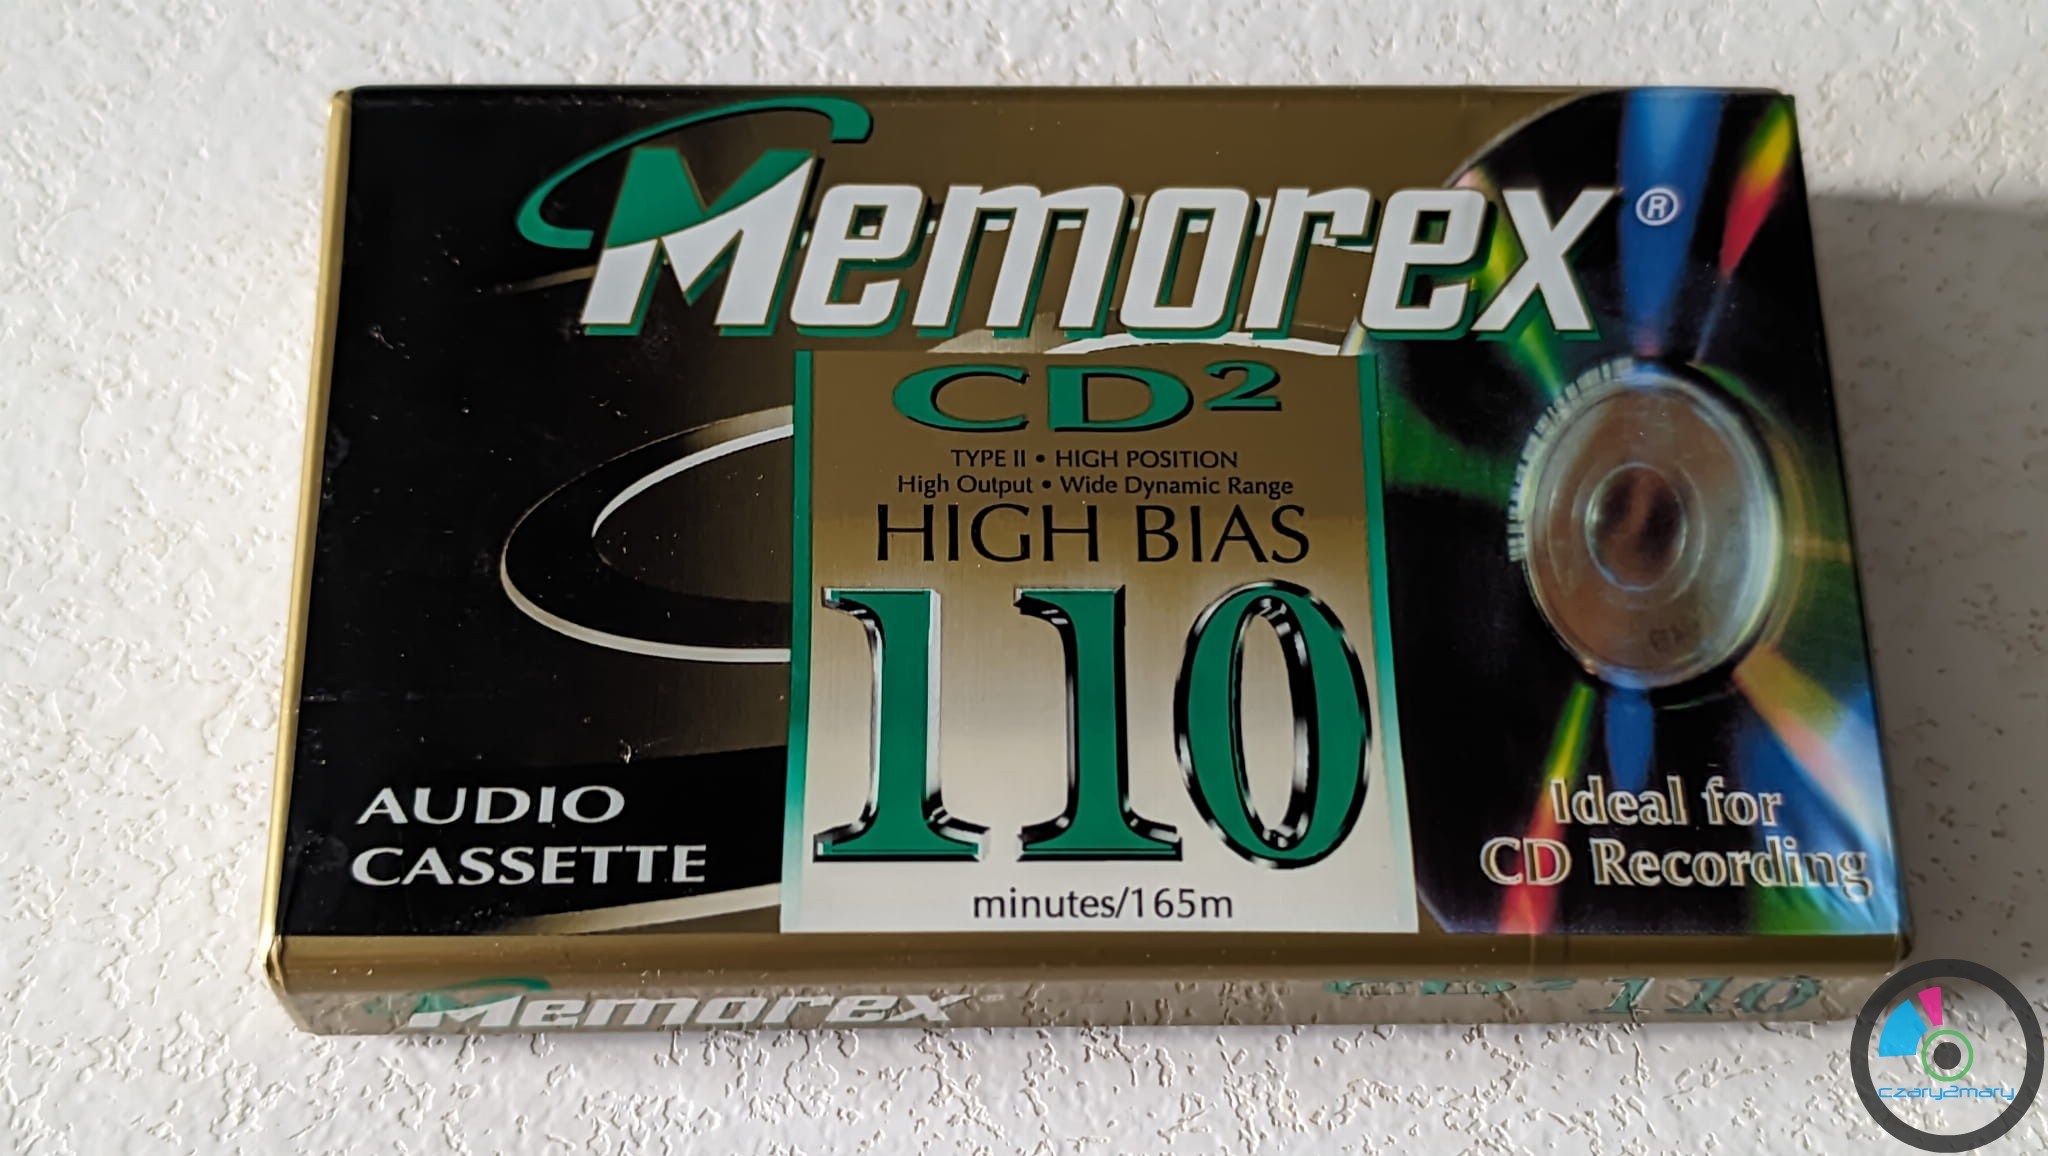 Memorex®
CD²
TYPE II • HIGH POSITION
High Output • Wide Dynamic Range
HIGH BIAS
110
minutes/165m
AUDIO
CASSETTE
Ideal for
CD Recording
Memorex
CD² 110
czary2mary